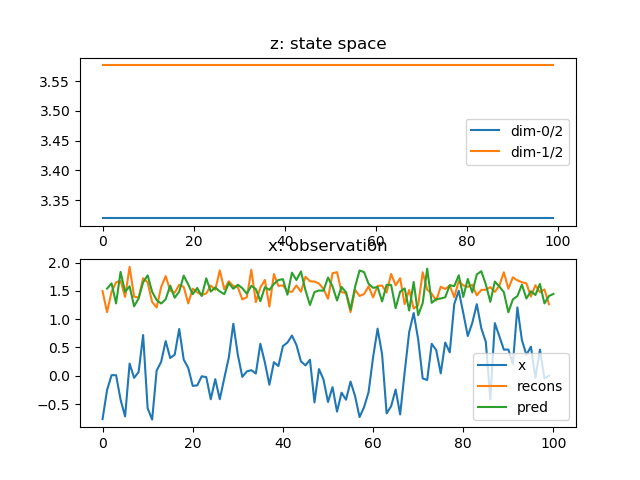 z: state space
3.55
3.50
3.45
3.40
3.35
dim-0/2
dim-1/2
0 20 40 60 80 100
x: observation
2.0
1.5
1.0
0.5
0.0
−0.5
x
recons
pred
0 20 40 60 80 100